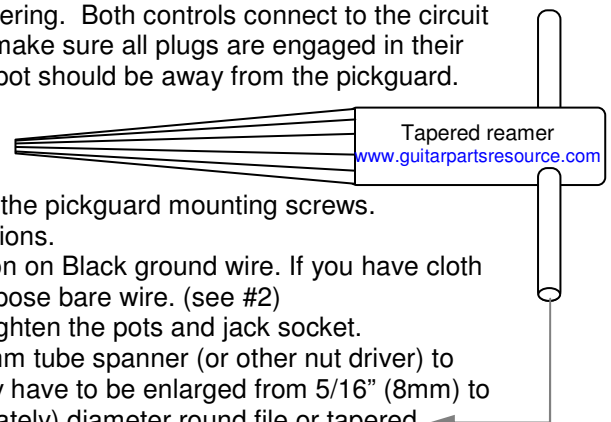 ering. Both controls connect to the circuit
make sure all plugs are engaged in their
pot should be away from the pickguard.
Tapered reamer
www.guitarpartsresource.com
the pickguard mounting screws.
ions.
on on Black ground wire. If you have cloth
pose bare wire. (see #2)
ghten the pots and jack socket.
nm tube spanner (or other nut driver) to
y have to be enlarged from 5/16” (8mm) to
ately) diameter round file or tapered